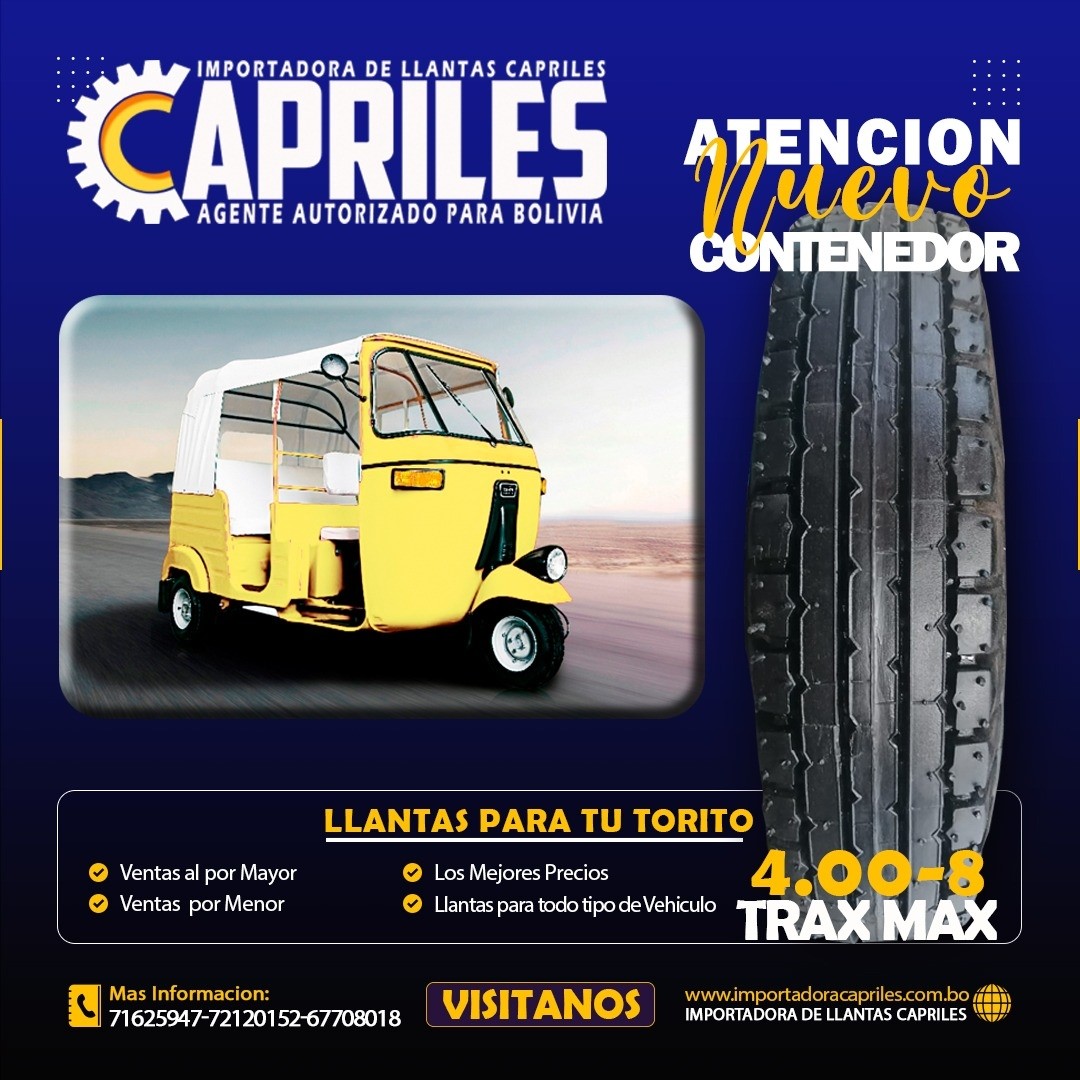 IMPORTADORA DE LLANTAS CAPRILES
CAPRILES
AGENTE AUTORIZADO PARA BOLIVIA
ATENCION
Nuevo
CONTENEDOR
LLANTAS PARA TU TORITO
Ventas al por Mayor
Ventas por Menor
Los Mejores Precios
Llantas para todo tipo de Vehiculo
4.00-8
TRAX MAX
Mas Informacion:
71625947-72120152-67708018
VISITANOS
www.importadoracapriles.com.bo
IMPORTADORA DE LLANTAS CAPRILES